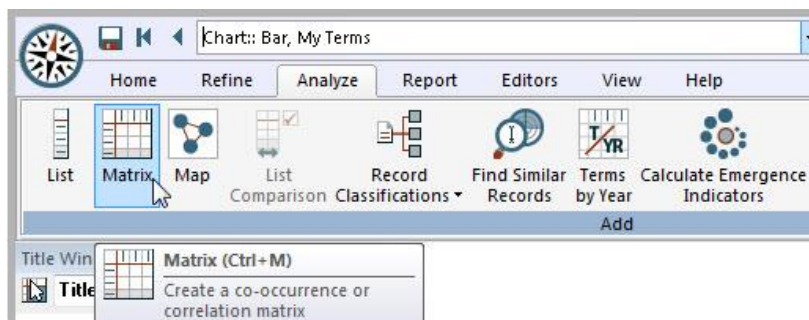 Chart:: Bar, My Terms
Home Refine Analyze Report Editors View Help
List Matrix Map List Comparison Record Classifications Find Similar Records Terms by Year Calculate Emergence Indicators
T/YR
Add
Title Win
Matrix (Ctrl+M)
Title
Create a co-occurrence or
correlation matrix